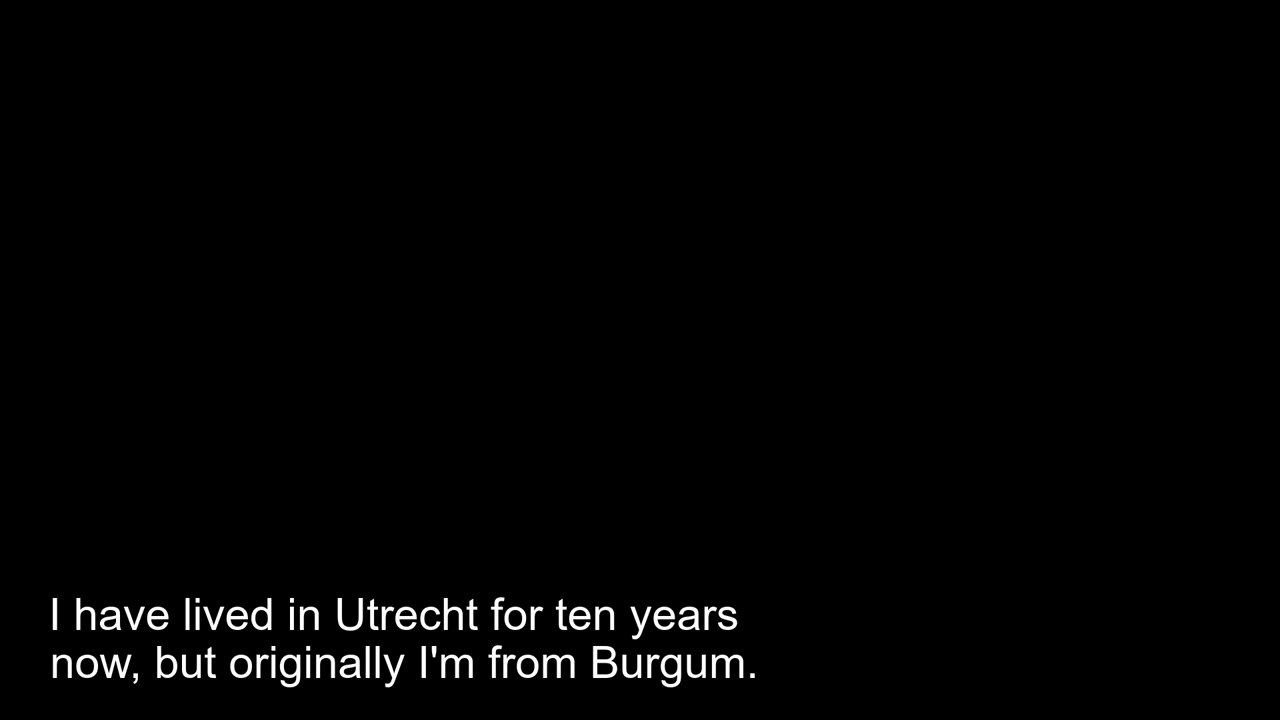 I have lived in Utrecht for ten years
now, but originally I'm from Burgum.